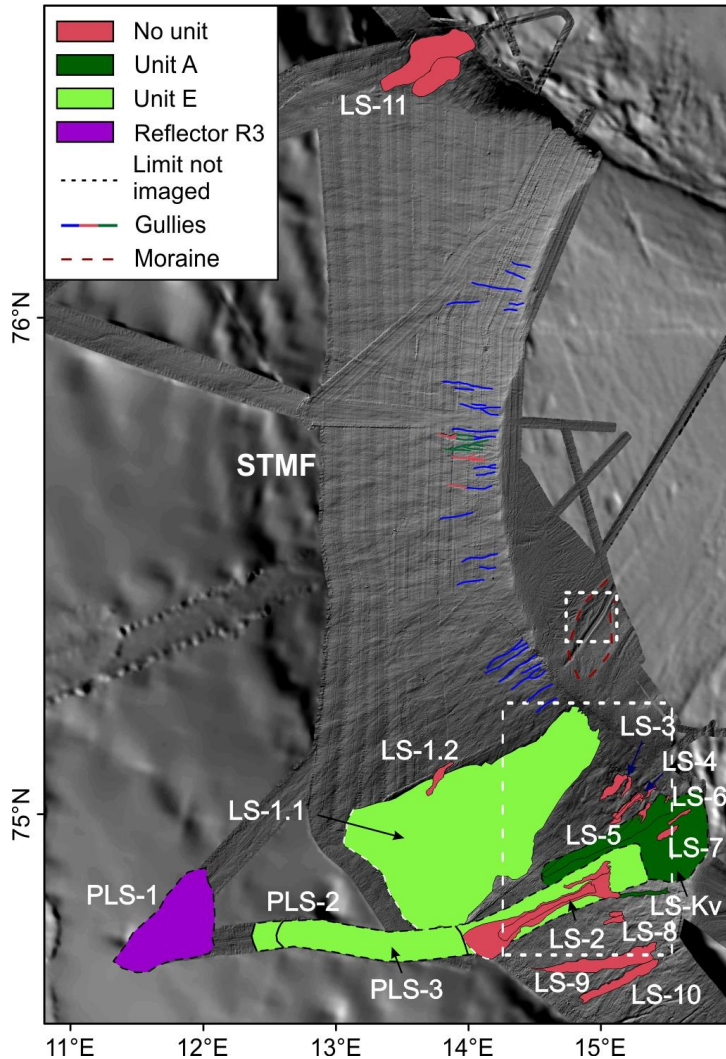 No unit
Unit A
Unit E
Reflector R3
Limit not
imaged
Gullies
Moraine
LS-11
76°N
STMF
LS-3
LS-1.2
LS-4
LS-6
75°N
LS-1.1
LS-5
LS-7
PLS-1
PLS-2
LS-Kv
LS-2
LS-8
PLS-3
LS-9
LS-10
11°E
12°E
13°E
14°E
15°E